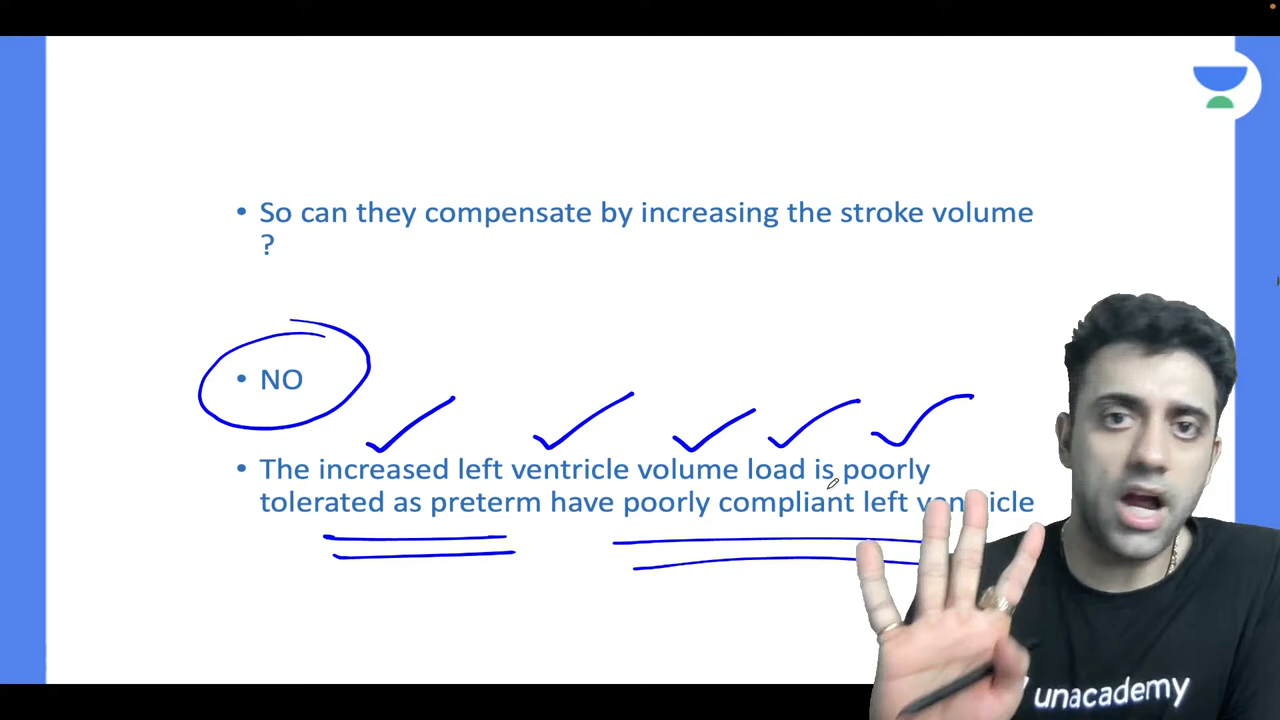 • So can they compensate by increasing the stroke volume
?
• NO
• The increased left ventricle volume load is poorly
tolerated as preterm have poorly compliant left ventricle
unacademy